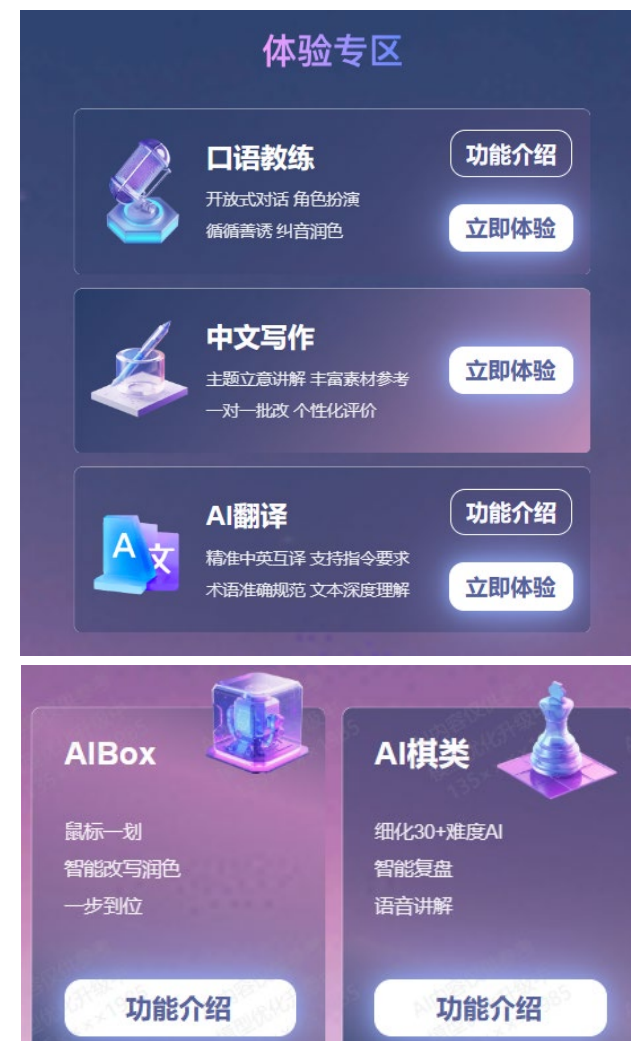 体验专区
口语教练
开放式对话 角色扮演
循循善诱 纠音润色
功能介绍
立即体验
中文写作
主题立意讲解 丰富素材参考
一对一批改 个性化评价
立即体验
AI翻译
精准中英互译 支持指令要求
术语准确规范 文本深度理解
功能介绍
立即体验
A 文
AIBox
鼠标一划
智能改写润色
一步到位
功能介绍
AI棋类
细化30+难度AI
智能复盘
语音讲解
功能介绍